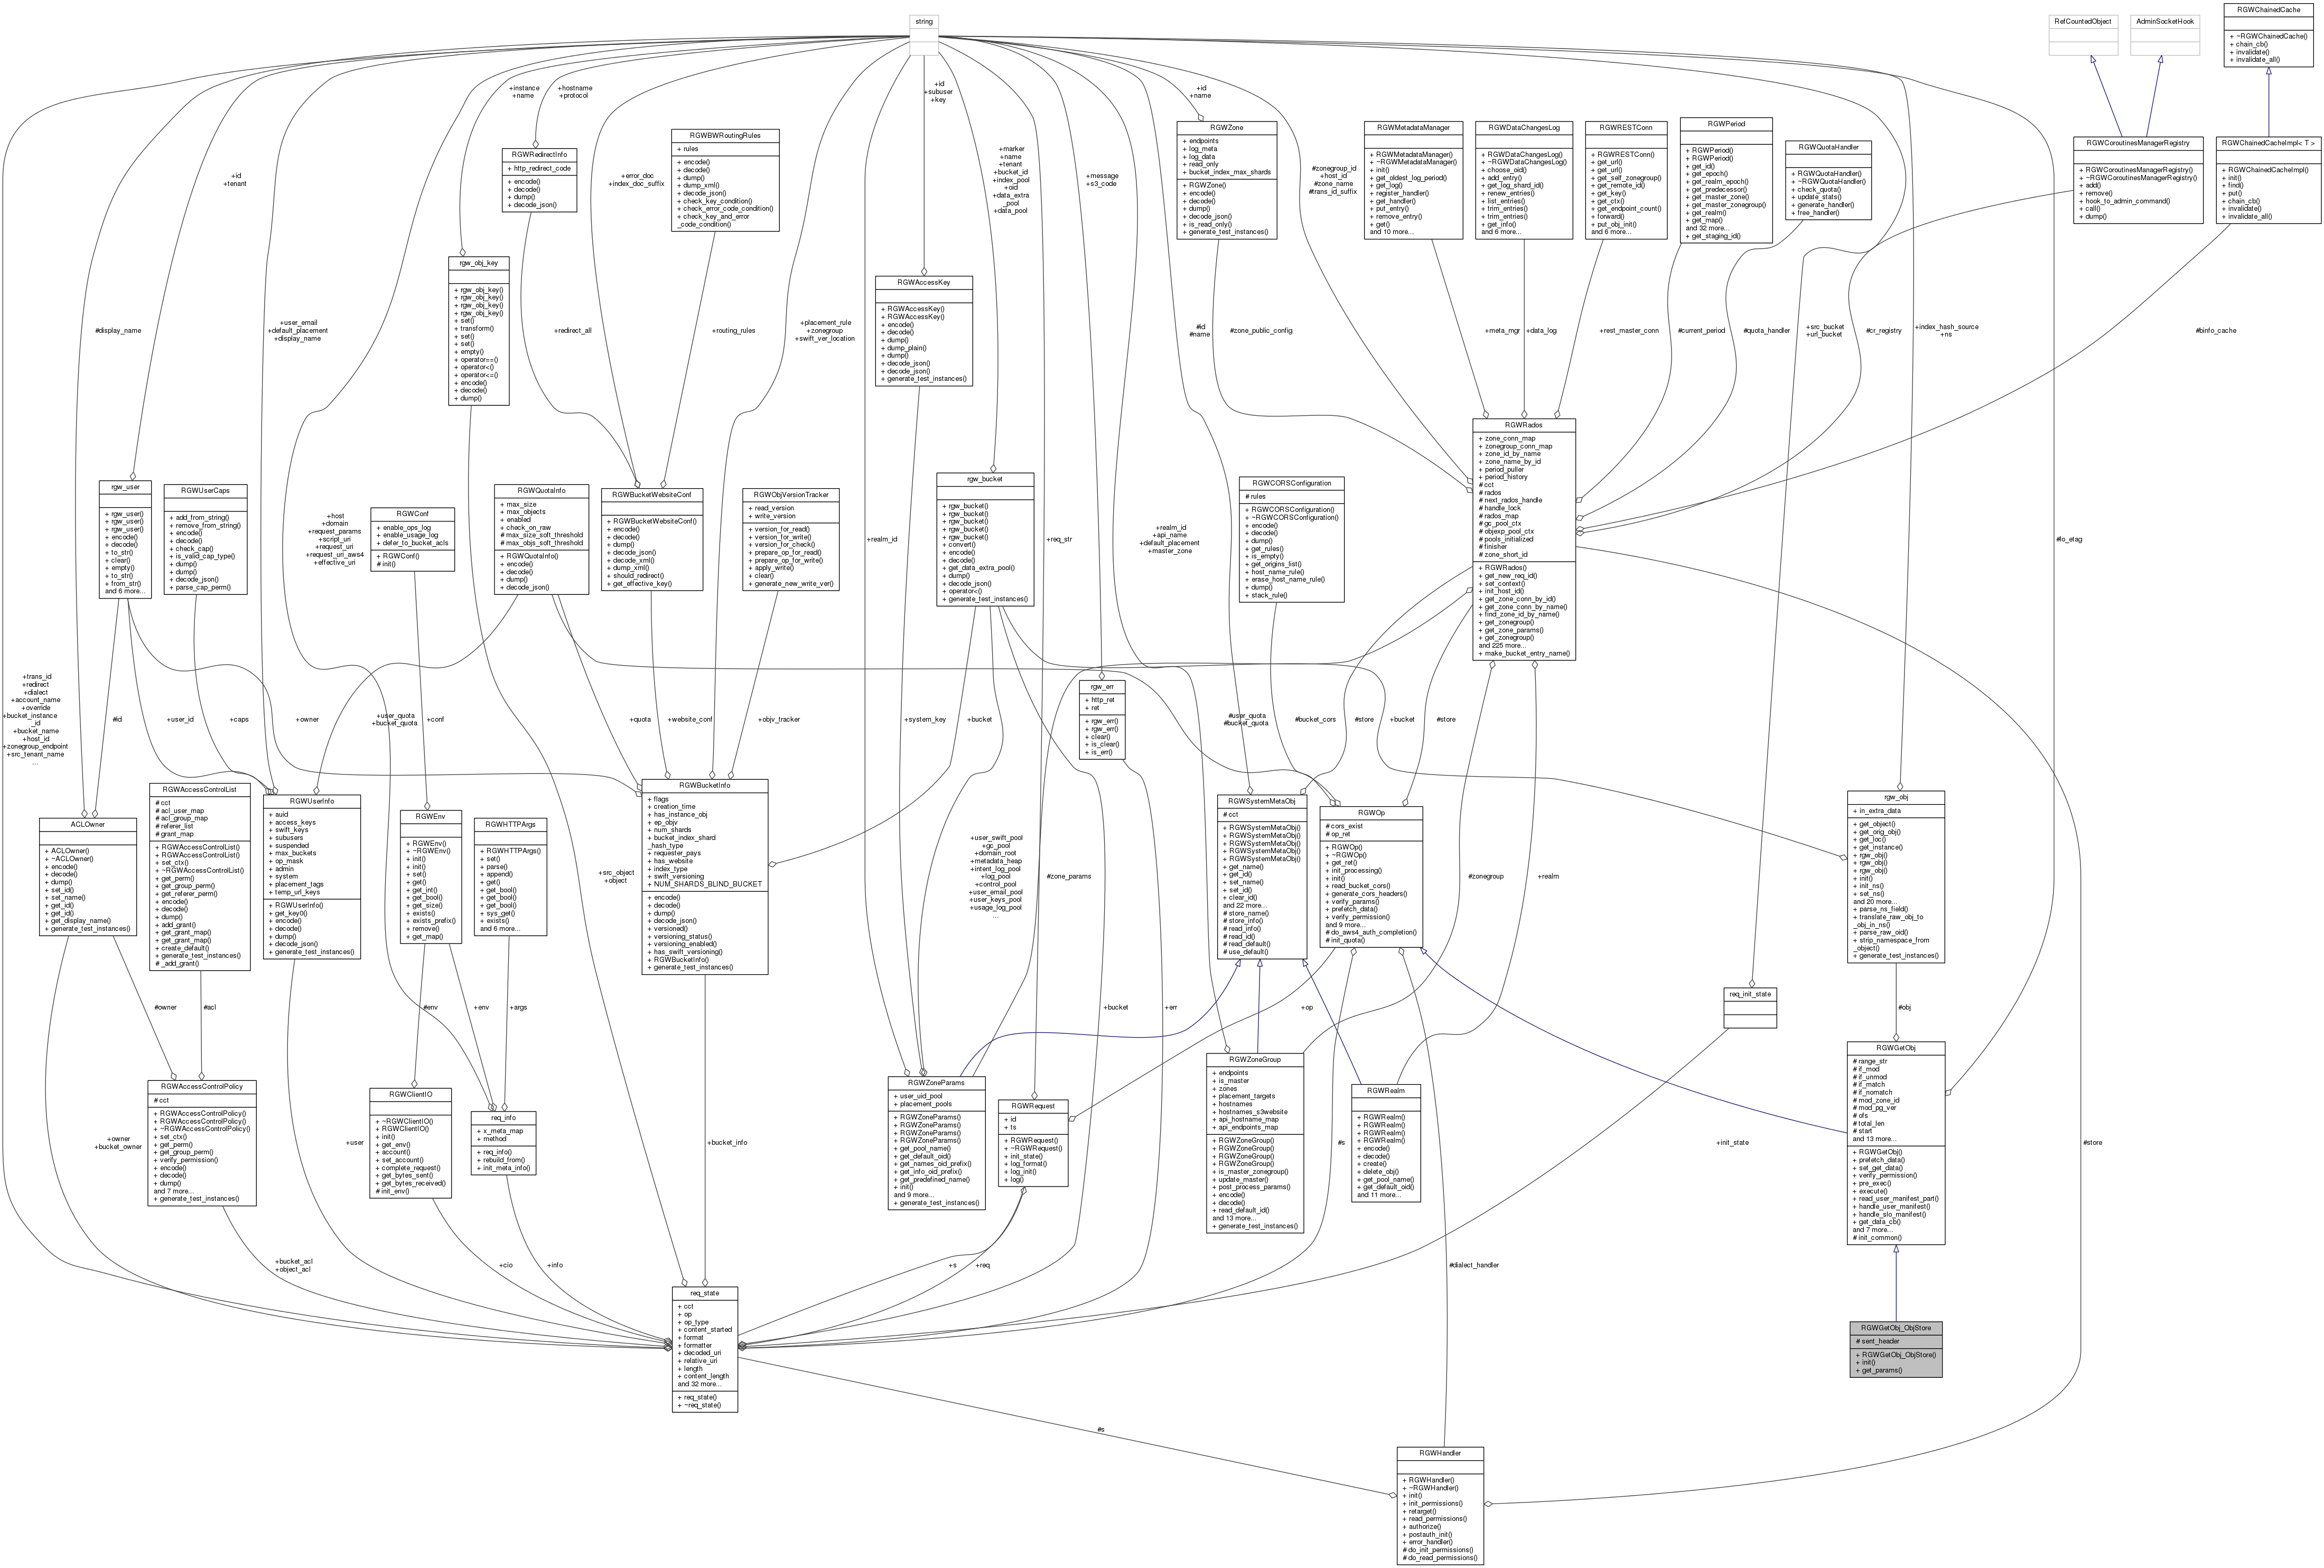 string
RefCountedObject
AdminSocketHook
RGWChainedCache
+ ~RGWChainedCache()
+ chain_cb()
+ invalidate()
+ invalidate_all()
+instance
+name
+hostname
+protocol
+id
+subuser
+key
+id
+name
RGWBWRoutingRules
+ rules
+ encode()
+ decode()
+ dump()
+ dump_xml()
+ decode_json()
+ check_key_condition()
+ check_error_code_condition()
+ check_key_and_error
_code_condition()
RGWRedirectInfo
+ http_redirect_code
+ encode()
+ decode()
+ dump()
+ decode_json()
+id
+tenant
+error_doc
+index_doc_suffix
+marker
+name
+tenant
+bucket_id
+index_pool
+oid
+data_extra
_pool
+data_pool
+message
+s3_code
RGWZone
+ endpoints
+ log_meta
+ log_data
+ read_only
+ bucket_index_max_shards
+ RGWZone()
+ encode()
+ decode()
+ dump()
+ decode_json()
+ is_read_only()
+ generate_test_instances()
#zonegroup_id
+host_id
#zone_name
#trans_id_suffix
RGWMetadataManager
+ RGWMetadataManager()
+ ~RGWMetadataManager()
+ init()
+ get_oldest_log_period()
+ get_log()
+ register_handler()
+ get_handler()
+ put_entry()
+ remove_entry()
+ get()
and 10 more...
RGWDataChangesLog
+ RGWDataChangesLog()
+ ~RGWDataChangesLog()
+ choose_oid()
+ add_entry()
+ get_log_shard_id()
+ renew_entries()
+ list_entries()
+ trim_entries()
+ trim_entries()
+ get_info()
and 6 more...
RGWRESTConn
+ RGWRESTConn()
+ get_url()
+ get_url()
+ get_self_zonegroup()
+ get_remote_id()
+ get_key()
+ get_ctx()
+ get_endpoint_count()
+ forward()
+ put_obj_init()
and 6 more...
RGWPeriod
+ RGWPeriod()
+ RGWPeriod()
+ get_id()
+ get_epoch()
+ get_realm_epoch()
+ get_predecessor()
+ get_master_zone()
+ get_master_zonegroup()
+ get_realm()
+ get_map()
and 32 more...
+ get_staging_id()
RGWQuotaHandler
+ RGWQuotaHandler()
+ ~RGWQuotaHandler()
+ check_quota()
+ update_stats()
+ generate_handler()
+ free_handler()
RGWCoroutinesManagerRegistry
+ RGWCoroutinesManagerRegistry()
+ ~RGWCoroutinesManagerRegistry()
+ add()
+ remove()
+ hook_to_admin_command()
+ call()
+ dump()
RGWChainedCacheImpl< T >
+ RGWChainedCacheImpl()
+ init()
+ find()
+ put()
+ chain_cb()
+ invalidate()
+ invalidate_all()
#display_name
+user_email
+default_placement
+display_name
rgw_obj_key
+ rgw_obj_key()
+ rgw_obj_key()
+ rgw_obj_key()
+ rgw_obj_key()
+ set()
+ transform()
+ set()
+ set()
+ empty()
+ operator==()
+ operator<()
+ operator<=()
+ encode()
+ decode()
+ dump()
+redirect_all
+routing_rules
+placement_rule
+zonegroup
+swift_ver_location
RGWAccessKey
+ RGWAccessKey()
+ RGWAccessKey()
+ encode()
+ decode()
+ dump()
+ dump_plain()
+ dump()
+ decode_json()
+ decode_json()
+ generate_test_instances()
#id
#name
#zone_public_config
+meta_mgr
+data_log
+rest_master_conn
#current_period
#quota_handler
+src_bucket
+url_bucket
#cr_registry
+index_hash_source
+ns
#binfo_cache
RGWRados
+ zone_conn_map
+ zonegroup_conn_map
+ zone_id_by_name
+ zone_name_by_id
+ period_puller
+ period_history
# cct
# rados
# next_rados_handle
# handle_lock
# rados_map
# gc_pool_ctx
# objexp_pool_ctx
# pools_initialized
# finisher
# zone_short_id
+ RGWRados()
+ get_new_req_id()
+ set_context()
+ init_host_id()
+ get_zone_conn_by_id()
+ get_zone_conn_by_name()
+ find_zone_id_by_name()
+ get_zonegroup()
+ get_zone_params()
+ get_zonegroup()
and 225 more...
+ make_bucket_entry_name()
rgw_user
+ rgw_user()
+ rgw_user()
+ rgw_user()
+ encode()
+ decode()
+ to_str()
+ clear()
+ empty()
+ to_str()
+ from_str()
and 6 more...
RGWUserCaps
+ add_from_string()
+ remove_from_string()
+ encode()
+ decode()
+ check_cap()
+ is_valid_cap_type()
+ dump()
+ dump()
+ decode_json()
+ parse_cap_perm()
+host
+domain
+request_params
+script_uri
+request_uri
+request_uri_aws4
+effective_uri
RGWConf
+ enable_ops_log
+ enable_usage_log
+ defer_to_bucket_acls
+ RGWConf()
# init()
RGWQuotaInfo
+ max_size
+ max_objects
+ enabled
+ check_on_raw
# max_size_soft_threshold
# max_objs_soft_threshold
+ RGWQuotaInfo()
+ encode()
+ decode()
+ dump()
+ decode_json()
RGWBucketWebsiteConf
+ RGWBucketWebsiteConf()
+ encode()
+ decode()
+ dump()
+ decode_json()
+ decode_xml()
+ dump_xml()
+ should_redirect()
+ get_effective_key()
RGWObjVersionTracker
+ read_version
+ write_version
+ version_for_read()
+ version_for_write()
+ version_for_check()
+ prepare_op_for_read()
+ prepare_op_for_write()
+ apply_write()
+ clear()
+ generate_new_write_ver()
+realm_id
rgw_bucket
+ rgw_bucket()
+ rgw_bucket()
+ rgw_bucket()
+ rgw_bucket()
+ rgw_bucket()
+ convert()
+ encode()
+ decode()
+ get_data_extra_pool()
+ dump()
+ decode_json()
+ operator<()
+ generate_test_instances()
+req_str
+realm_id
+api_name
+default_placement
+master_zone
RGWCORSConfiguration
# rules
+ RGWCORSConfiguration()
+ ~RGWCORSConfiguration()
+ encode()
+ decode()
+ dump()
+ get_rules()
+ is_empty()
+ get_origins_list()
+ host_name_rule()
+ erase_host_name_rule()
+ dump()
+ stack_rule()
#lo_etag
+trans_id
+redirect
+dialect
+account_name
+override
+bucket_instance
_id
+bucket_name
+host_id
+zonegroup_endpoint
+src_tenant_name
...
#id
+user_id
+caps
+owner
+user_quota
+bucket_quota
+conf
+quota
+website_conf
+objv_tracker
+system_key
+bucket
rgw_err
+ http_ret
+ ret
+ rgw_err()
+ rgw_err()
+ clear()
+ is_clear()
+ is_err()
#user_quota
#bucket_quota
#bucket_cors
#store
+bucket
#store
ACLOwner
+ ACLOwner()
+ ~ACLOwner()
+ encode()
+ decode()
+ dump()
+ set_id()
+ set_name()
+ get_id()
+ get_id()
+ get_display_name()
+ generate_test_instances()
RGWAccessControlList
# cct
# acl_user_map
# acl_group_map
# referer_list
# grant_map
+ RGWAccessControlList()
+ RGWAccessControlList()
+ set_ctx()
+ ~RGWAccessControlList()
+ get_perm()
+ get_group_perm()
+ get_referer_perm()
+ encode()
+ decode()
+ dump()
+ add_grant()
+ get_grant_map()
+ get_grant_map()
+ create_default()
+ generate_test_instances()
# _add_grant()
RGWUserInfo
+ auid
+ access_keys
+ swift_keys
+ subusers
+ suspended
+ max_buckets
+ op_mask
+ admin
+ system
+ placement_tags
+ temp_url_keys
+ RGWUserInfo()
+ get_key0()
+ encode()
+ decode()
+ dump()
+ decode_json()
+ generate_test_instances()
RGWEnv
+ RGWEnv()
+ ~RGWEnv()
+ init()
+ init()
+ set()
+ get()
+ get_int()
+ get_bool()
+ get_size()
+ exists()
+ exists_prefix()
+ remove()
+ get_map()
RGWHTTPArgs
+ RGWHTTPArgs()
+ set()
+ parse()
+ append()
+ get()
+ get_bool()
+ get_bool()
+ get_bool()
+ sys_get()
+ exists()
and 6 more...
+src_object
+object
RGWBucketInfo
+ flags
+ creation_time
+ has_instance_obj
+ ep_objv
+ num_shards
+ bucket_index_shard
_hash_type
+ requester_pays
+ has_website
+ index_type
+ swift_versioning
+ NUM_SHARDS_BLIND_BUCKET
+ encode()
+ decode()
+ dump()
+ decode_json()
+ versioned()
+ versioning_status()
+ versioning_enabled()
+ has_swift_versioning()
+ RGWBucketInfo()
+ generate_test_instances()
+user_swift_pool
+gc_pool
+domain_root
+metadata_heap
+intent_log_pool
+log_pool
+control_pool
+user_email_pool
+user_keys_pool
+usage_log_pool
...
#zone_params
RGWSystemMetaObj
# cct
+ RGWSystemMetaObj()
+ RGWSystemMetaObj()
+ RGWSystemMetaObj()
+ RGWSystemMetaObj()
+ RGWSystemMetaObj()
+ get_name()
+ get_id()
+ set_name()
+ set_id()
+ clear_id()
and 22 more...
# store_name()
# store_info()
# read_info()
# read_id()
# read_default()
# use_default()
RGWOp
# cors_exist
# op_ret
+ RGWOp()
+ ~RGWOp()
+ get_ret()
+ init_processing()
+ init()
+ read_bucket_cors()
+ generate_cors_headers()
+ verify_params()
+ prefetch_data()
+ verify_permission()
and 9 more...
# do_aws4_auth_completion()
# init_quota()
#zonegroup
+realm
rgw_obj
+ in_extra_data
+ get_object()
+ get_orig_obj()
+ get_loc()
+ get_instance()
+ rgw_obj()
+ rgw_obj()
+ rgw_obj()
+ init()
+ init_ns()
+ set_ns()
and 20 more...
+ parse_ns_field()
+ translate_raw_obj_to
_obj_in_ns()
+ parse_raw_oid()
+ strip_namespace_from
_object()
+ generate_test_instances()
#owner
#acl
#env
+env
+args
+bucket
+err
+op
req_init_state
#obj
RGWAccessControlPolicy
# cct
+ RGWAccessControlPolicy()
+ RGWAccessControlPolicy()
+ ~RGWAccessControlPolicy()
+ set_ctx()
+ get_perm()
+ get_group_perm()
+ verify_permission()
+ encode()
+ decode()
+ dump()
and 7 more...
+ generate_test_instances()
RGWClientIO
+ ~RGWClientIO()
+ RGWClientIO()
+ init()
+ get_env()
+ account()
+ set_account()
+ complete_request()
+ get_bytes_sent()
+ get_bytes_received()
# init_env()
req_info
+ x_meta_map
+ method
+ req_info()
+ rebuild_from()
+ init_meta_info()
RGWZoneParams
+ user_uid_pool
+ placement_pools
+ RGWZoneParams()
+ RGWZoneParams()
+ RGWZoneParams()
+ RGWZoneParams()
+ get_pool_name()
+ get_default_oid()
+ get_names_oid_prefix()
+ get_info_oid_prefix()
+ get_predefined_name()
+ init()
and 9 more...
+ generate_test_instances()
RGWRequest
+ id
+ ts
+ RGWRequest()
+ ~RGWRequest()
+ init_state()
+ log_format()
+ log_init()
+ log()
RGWZoneGroup
+ endpoints
+ is_master
+ zones
+ placement_targets
+ hostnames
+ hostnames_s3website
+ api_hostname_map
+ api_endpoints_map
+ RGWZoneGroup()
+ RGWZoneGroup()
+ RGWZoneGroup()
+ RGWZoneGroup()
+ is_master_zonegroup()
+ update_master()
+ post_process_params()
+ encode()
+ decode()
+ read_default_id()
and 13 more...
+ generate_test_instances()
RGWRealm
+ RGWRealm()
+ RGWRealm()
+ RGWRealm()
+ RGWRealm()
+ encode()
+ decode()
+ create()
+ delete_obj()
+ get_pool_name()
+ get_default_oid()
and 11 more...
RGWGetObj
# range_str
# if_mod
# if_unmod
# if_match
# if_nomatch
# mod_zone_id
# mod_pg_ver
# ofs
# total_len
# start
and 13 more...
+ RGWGetObj()
+ prefetch_data()
+ set_get_data()
+ verify_permission()
+ pre_exec()
+ execute()
+ read_user_manifest_part()
+ handle_user_manifest()
+ handle_slo_manifest()
+ get_data_cb()
and 7 more...
# init_common()
+owner
+bucket_owner
+user
+bucket_info
#s
+init_state
#store
+bucket_acl
+object_acl
+cio
+info
+s
+req
#dialect_handler
req_state
+ cct
+ op
+ op_type
+ content_started
+ format
+ formatter
+ decoded_uri
+ relative_uri
+ length
+ content_length
and 32 more...
+ req_state()
+ ~req_state()
RGWGetObj_ObjStore
# sent_header
+ RGWGetObj_ObjStore()
+ init()
+ get_params()
#s
RGWHandler
+ RGWHandler()
+ ~RGWHandler()
+ init()
+ init_permissions()
+ retarget()
+ read_permissions()
+ authorize()
+ postauth_init()
+ error_handler()
# do_init_permissions()
# do_read_permissions()